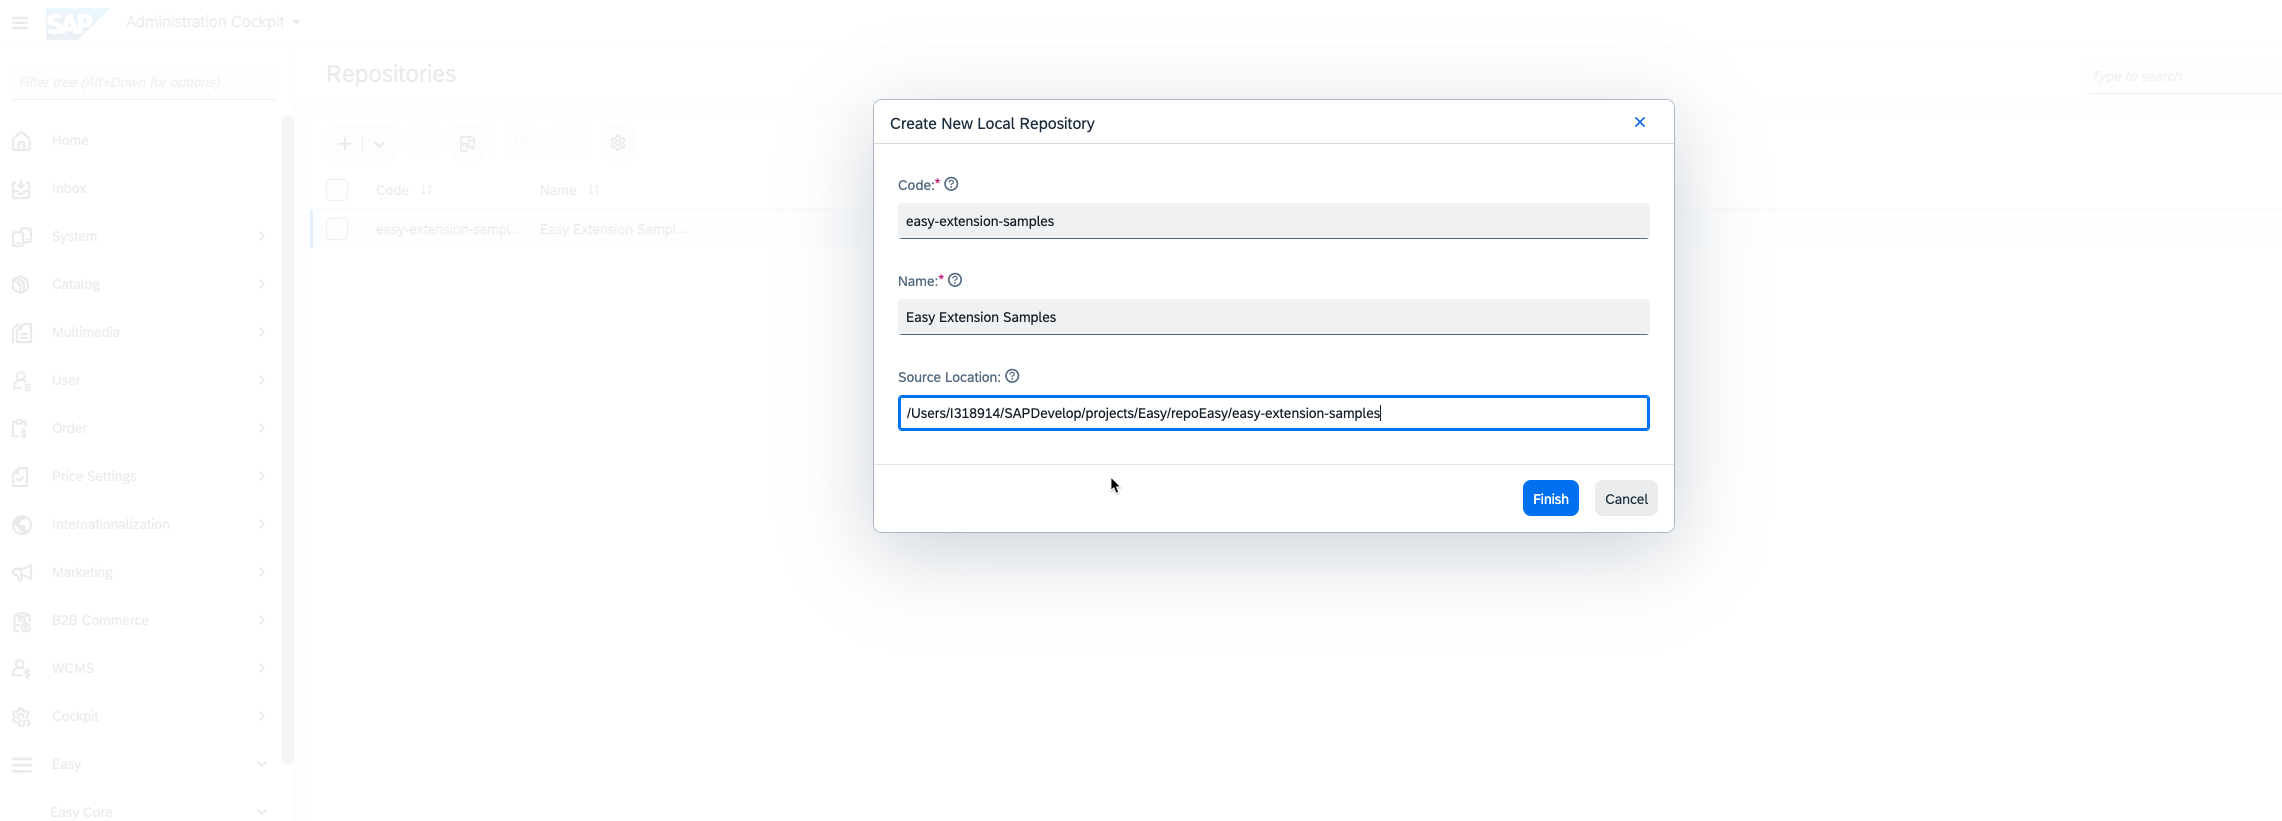 SAP Administration Cockpit
Filter tree (Alt+Down for options)
Home
Inbox
System
Catalog
Multimedia
User
Order
Price Settings
Internationalization
Marketing
B2B Commerce
WCMS
Cockpit
Easy
Easy Core
Repositories
Type to search
Code Name
easy-extension-sampl... Easy Extension Sampl...
Create New Local Repository
Code:*
easy-extension-samples
Name:*
Easy Extension Samples
Source Location:
/Users/I318914/SAPDevelop/projects/Easy/repoEasy/easy-extension-samples
Finish Cancel